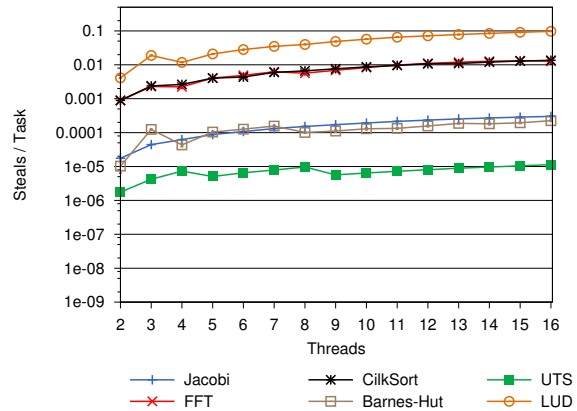 0.1
0.01
0.001
0.0001
1e-05
1e-06
1e-07
1e-08
1e-09
Steals / Task
2 3 4 5 6 7 8 9 10 11 12 13 14 15 16
Threads
Jacobi CilkSort UTS
FFT Barnes-Hut LUD